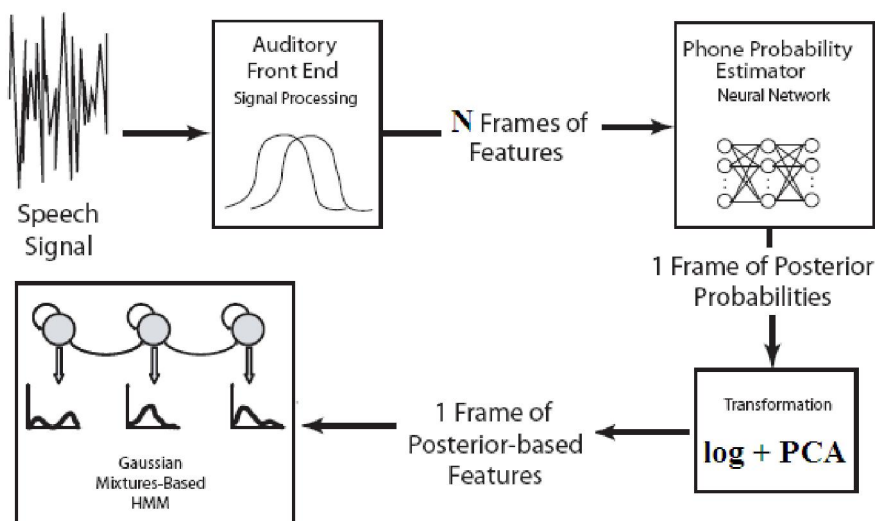 Speech
Signal
Auditory
Front End
Signal Processing
N Frames of
Features
Phone Probability
Estimator
Neural Network
1 Frame of Posterior
Probabilities
Transformation
log + PCA
1 Frame of
Posterior-based
Features
Gaussian
Mixtures-Based
HMM